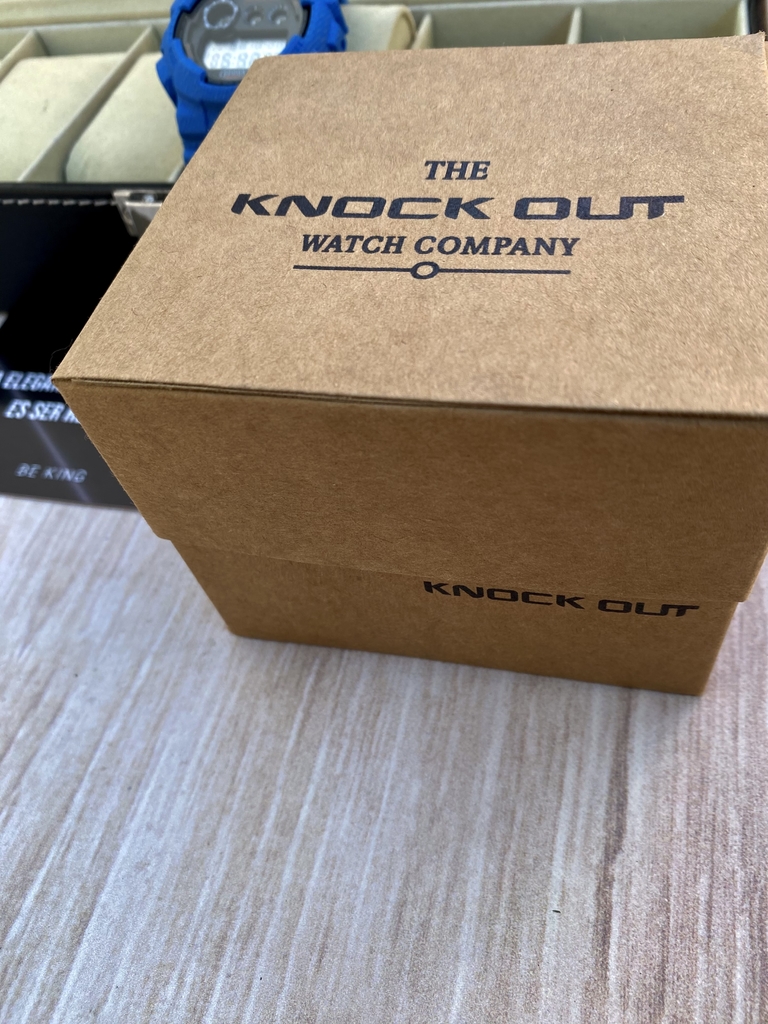 THE
KNOCK OUT
WATCH COMPANY
ES SER
BE KING
KNOCK OUT